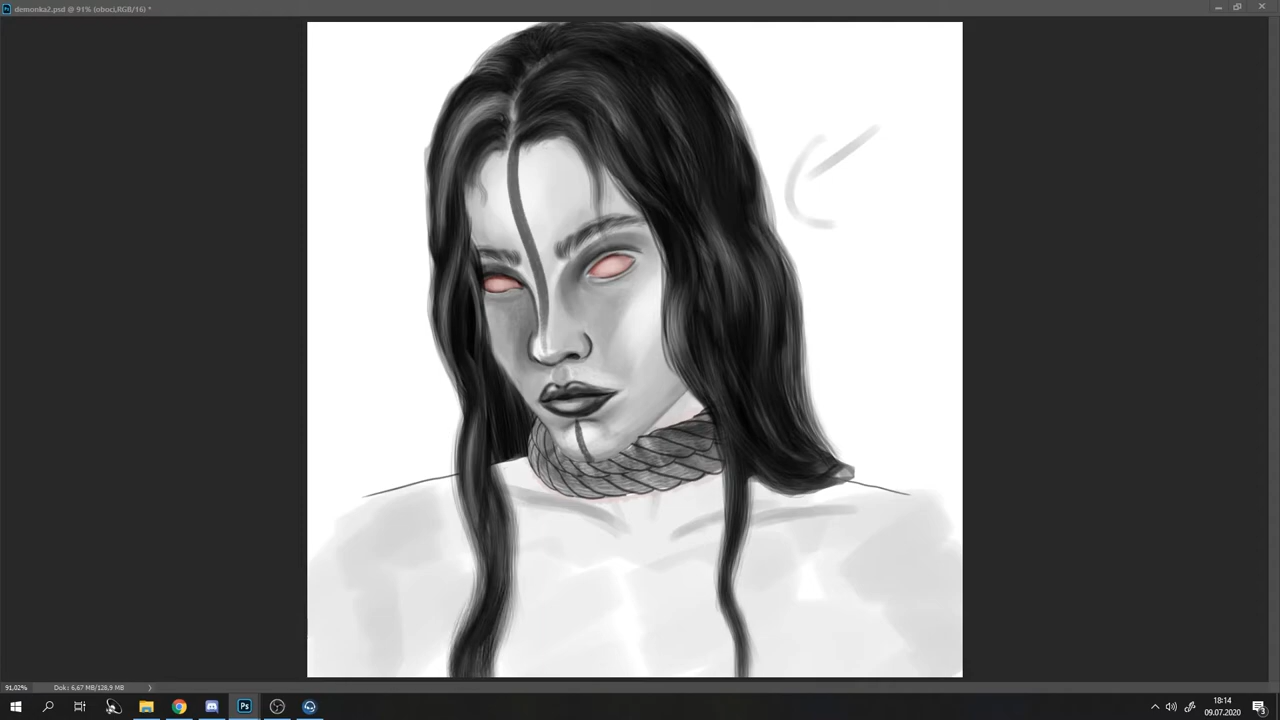 demonka2.psd @ 91% (oboci,RGB/16) *
91,02%
Dok: 6,67 MB/128,9 MB
18:14
09.07.2020
3